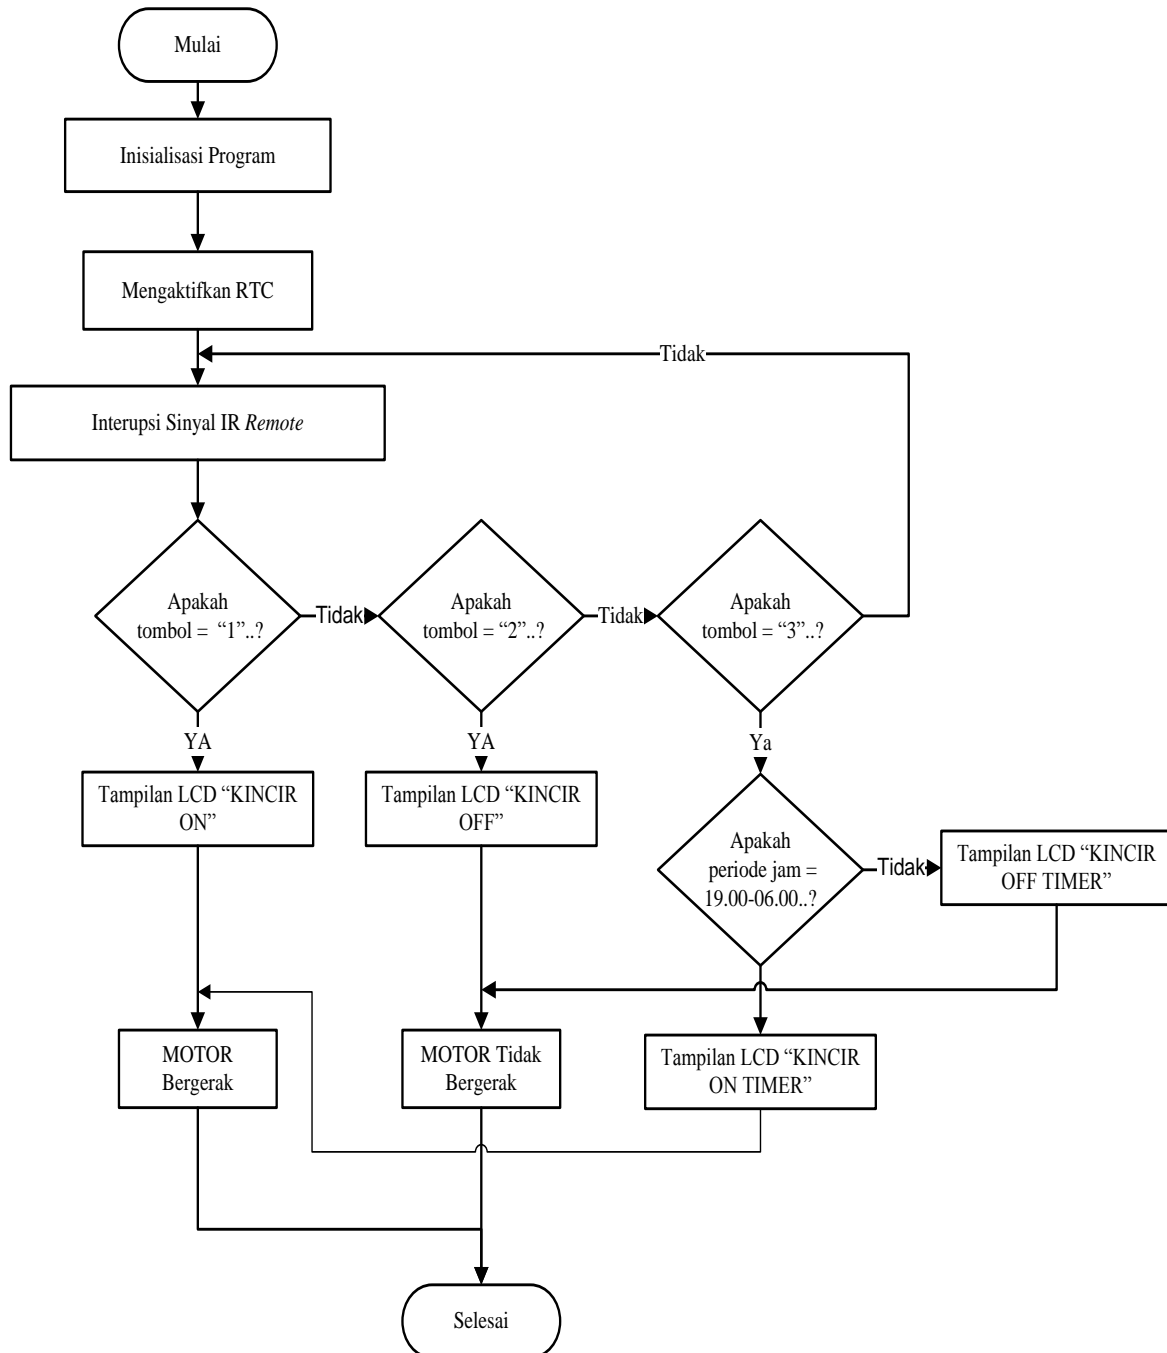 Mulai
Inisialisasi Program
Mengaktifkan RTC
Tidak
Interupsi Sinyal IR Remote
Apakah
tombol = “1”..?
Tidak
Apakah
tombol = “2”..?
Tidak
Apakah
tombol = “3”..?
YA
YA
Ya
Tampilan LCD “KINCIR
ON”
Tampilan LCD “KINCIR
OFF”
Apakah
periode jam =
19.00-06.00..?
Tidak
Tampilan LCD “KINCIR
OFF TIMER”
MOTOR
Bergerak
MOTOR Tidak
Bergerak
Tampilan LCD “KINCIR
ON TIMER”
Selesai